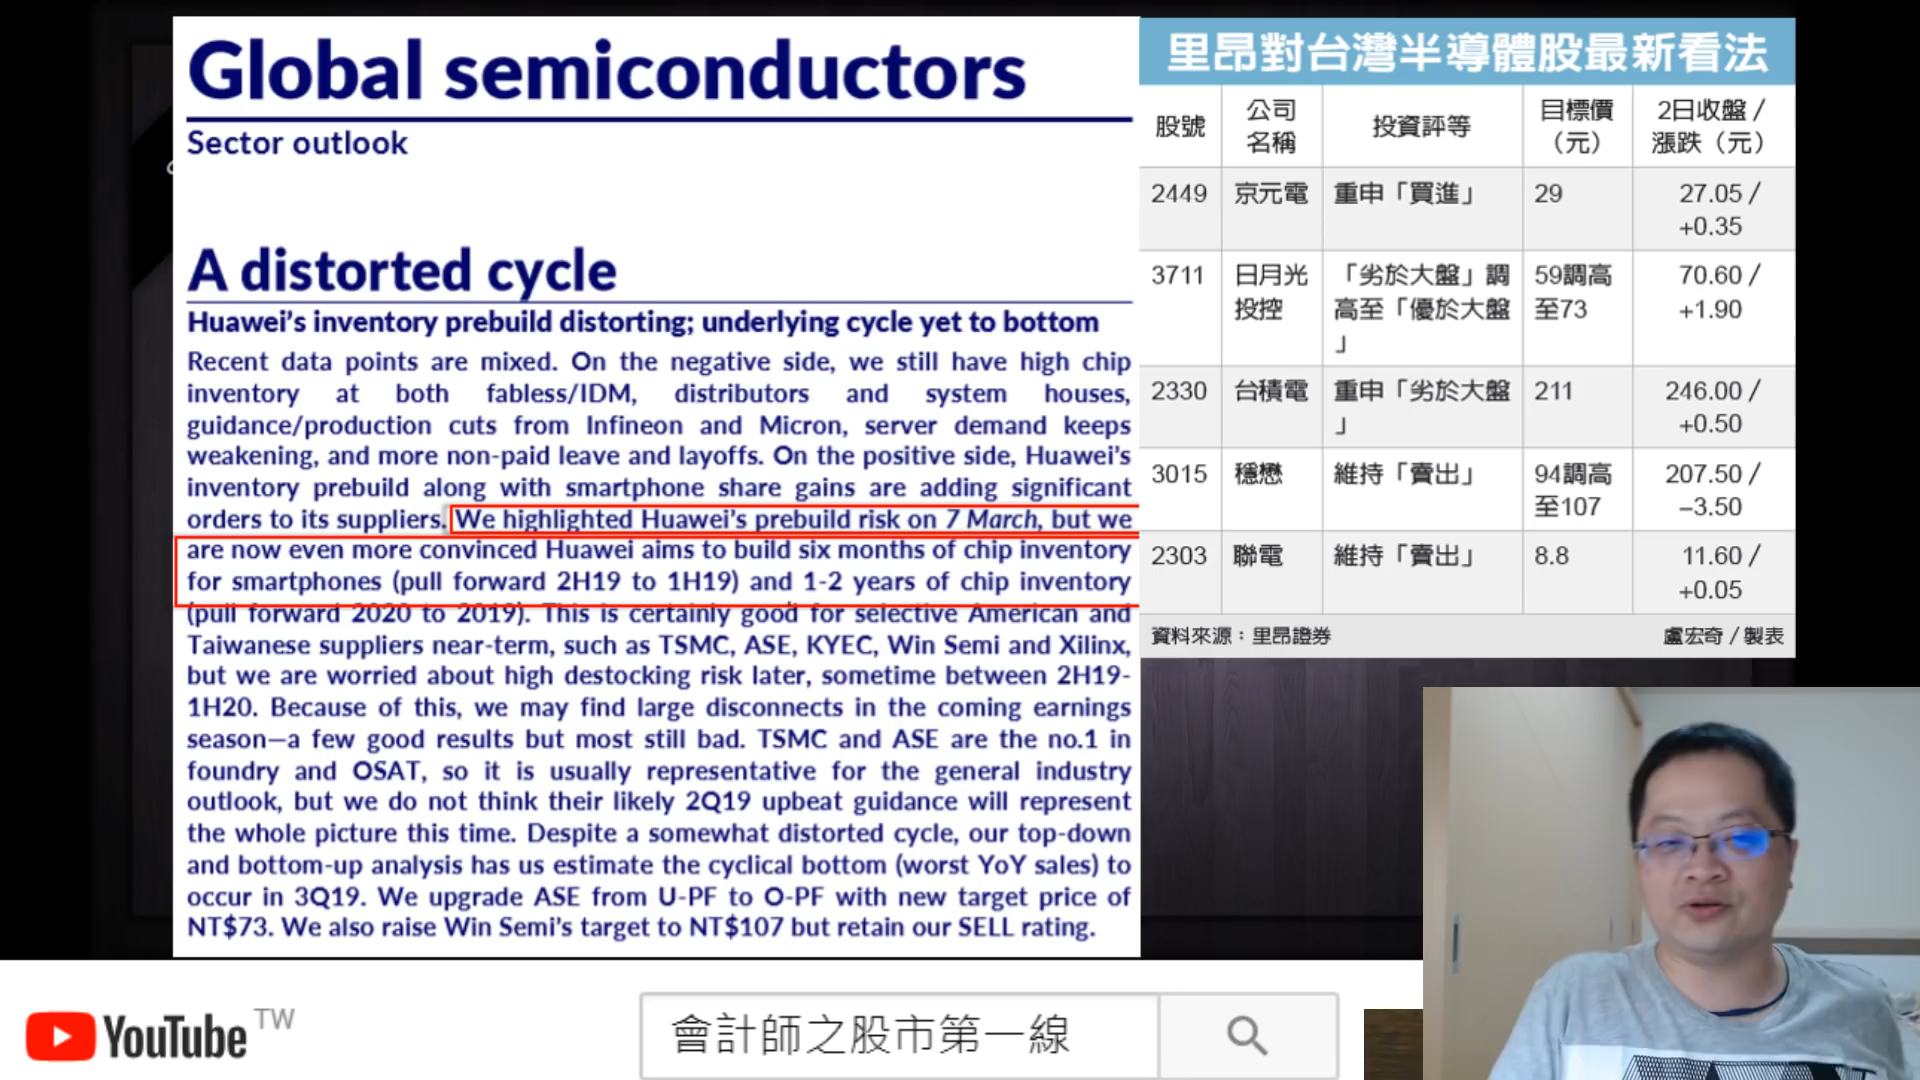 Global semiconductors
Sector outlook
A distorted cycle
Huawei's inventory prebuild distorting; underlying cycle yet to bottom
Recent data points are mixed. On the negative side, we still have high chip
inventory at both fabless/IDM, distributors and system houses,
guidance/production cuts from Infineon and Micron, server demand keeps
weakening, and more non-paid leave and layoffs. On the positive side, Huawei's
inventory prebuild along with smartphone share gains are adding significant
orders to its suppliers. We highlighted Huawei's prebuild risk on 7 March, but we
are now even more convinced Huawei aims to build six months of chip inventory
for smartphones (pull forward 2H19 to 1H19) and 1-2 years of chip inventory
(pull forward 2020 to 2019). This is certainly good for selective American and
Taiwanese suppliers near-term, such as TSMC, ASE, KYEC, Win Semi and Xilinx,
but we are worried about high destocking risk later, sometime between 2H19-
1H20. Because of this, we may find large disconnects in the coming earnings
season—a few good results but most still bad. TSMC and ASE are the no.1 in
foundry and OSAT, so it is usually representative for the general industry
outlook, but we do not think their likely 2Q19 upbeat guidance will represent
the whole picture this time. Despite a somewhat distorted cycle, our top-down
and bottom-up analysis has us estimate the cyclical bottom (worst YoY sales) to
occur in 3Q19. We upgrade ASE from U-PF to O-PF with new target price of
NT$73. We also raise Win Semi's target to NT$107 but retain our SELL rating.
里昂對台灣半導體股最新看法
股號 公司名稱 投資評等 目標價（元） 2日收盤／漲跌（元）
2449 京元電 重申「買進」 29 27.05／+0.35
3711 日月光投控 「劣於大盤」調高至「優於大盤」 59調高至73 70.60／+1.90
2330 台積電 重申「劣於大盤」 211 246.00／+0.50
3015 穩懋 維持「賣出」 94調高至107 207.50／−3.50
2303 聯電 維持「賣出」 8.8 11.60／+0.05
資料來源：里昂證券 盧宏奇／製表
YouTube TW
會計師之股市第一線